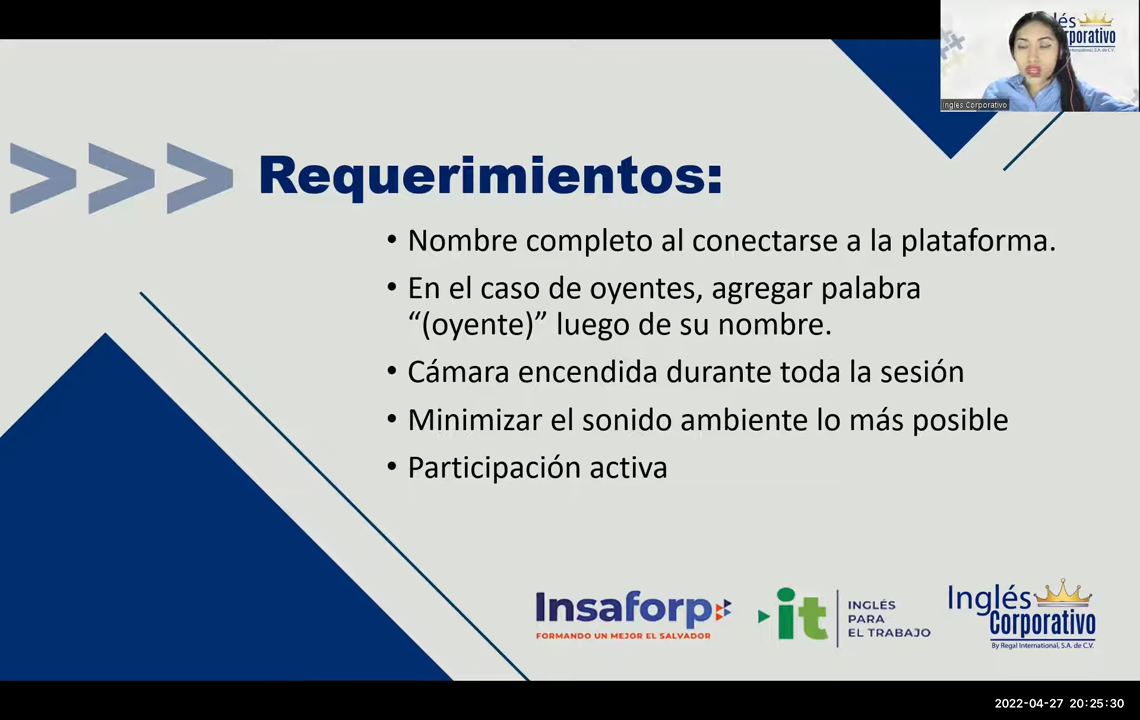 Inglés Corporativo
>>> Requerimientos:
• Nombre completo al conectarse a la plataforma.
• En el caso de oyentes, agregar palabra
“(oyente)” luego de su nombre.
• Cámara encendida durante toda la sesión
• Minimizar el sonido ambiente lo más posible
• Participación activa
Insaforp
FORMANDO UN MEJOR EL SALVADOR
it
INGLÉS
PARA
EL TRABAJO
Inglés
Corporativo
By Regal International, S.A. de C.V.
2022-04-27 20:25:30